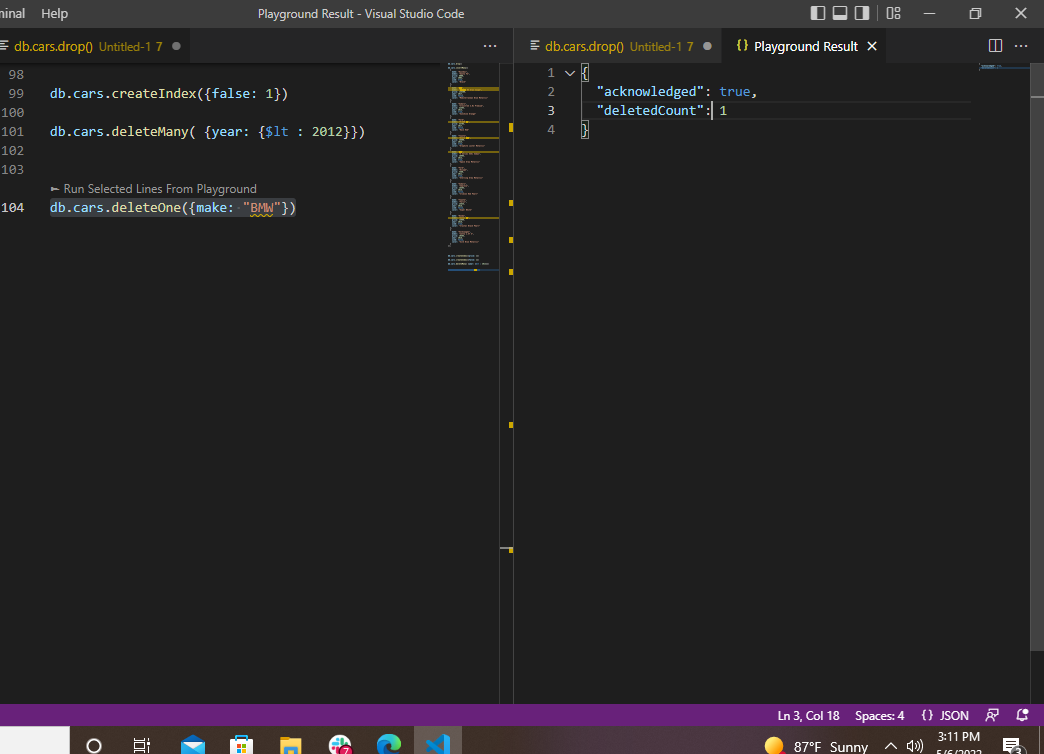 minal Help Playground Result - Visual Studio Code
db.cars.drop() Untitled-1 7
db.cars.drop() Untitled-1 7 {} Playground Result
98
99 db.cars.createIndex({false: 1})
100
101 db.cars.deleteMany( {year: {$lt : 2012}})
102
103
Run Selected Lines From Playground
104 db.cars.deleteOne({make: "BMW"})
1 {
2 "acknowledged": true,
3 "deletedCount": 1
4 }
Ln 3, Col 18 Spaces: 4 {} JSON
87°F Sunny 3:11 PM
7
3